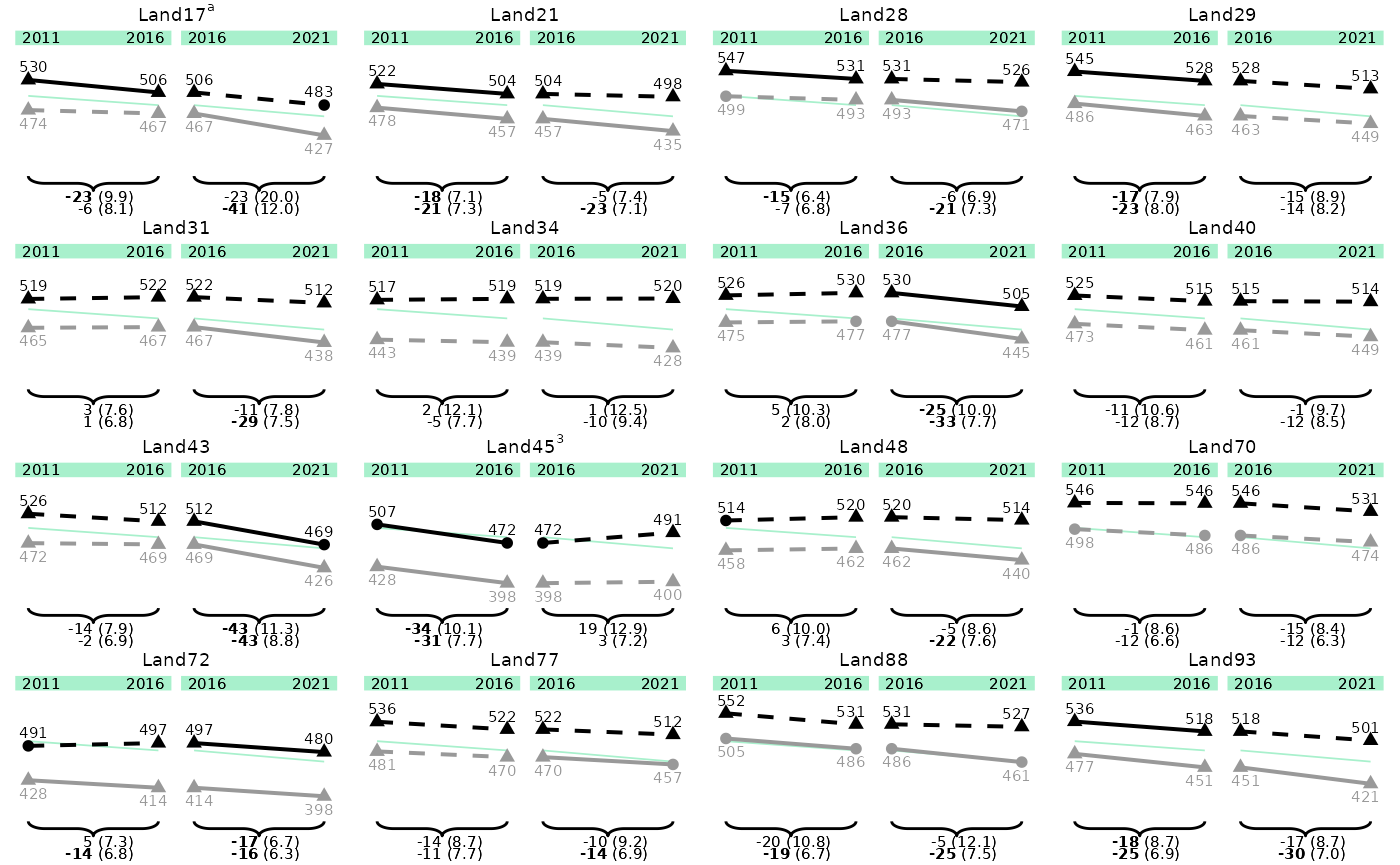 Land17a Land21 Land28 Land29
2011 2016 2016 2021 2011 2016 2016 2021 2011 2016 2016 2021 2011 2016 2016 2021
530 506 506 483 522 504 504 498 547 531 531 526 545 528 528 513
474 467 467 427 478 457 457 435 499 493 493 471 486 463 463 449
-23 (9.9) -23 (20.0) -18 (7.1) -5 (7.4) -15 (6.4) -6 (6.9) -17 (7.9) -15 (8.9)
-6 (8.1) -41 (12.0) -21 (7.3) -23 (7.1) -7 (6.8) -21 (7.3) -23 (8.0) -14 (8.2)
Land31 Land34 Land36 Land40
2011 2016 2016 2021 2011 2016 2016 2021 2011 2016 2016 2021 2011 2016 2016 2021
519 522 522 512 517 519 519 520 526 530 530 505 525 515 515 514
465 467 467 438 443 439 439 428 475 477 477 445 473 461 461 449
3 (7.6) -11 (7.8) 2 (12.1) 1 (12.5) 5 (10.3) -25 (10.0) -11 (10.6) -1 (9.7)
1 (6.8) -29 (7.5) -5 (7.7) -10 (9.4) 2 (8.0) -33 (7.7) -12 (8.7) -12 (8.5)
Land43 Land453 Land48 Land70
2011 2016 2016 2021 2011 2016 2016 2021 2011 2016 2016 2021 2011 2016 2016 2021
526 512 512 469 507 472 472 491 514 520 520 514 546 546 546 531
472 469 469 426 428 398 398 400 458 462 462 440 498 486 486 474
-14 (7.9) -43 (11.3) -34 (10.1) 19 (12.9) 6 (10.0) -5 (8.6) -1 (8.6) -15 (8.4)
-2 (6.9) -43 (8.8) -31 (7.7) 3 (7.2) 3 (7.4) -22 (7.6) -12 (6.6) -12 (6.3)
Land72 Land77 Land88 Land93
2011 2016 2016 2021 2011 2016 2016 2021 2011 2016 2016 2021 2011 2016 2016 2021
491 497 497 480 536 522 522 512 552 531 531 527 536 518 518 501
428 414 414 398 481 470 470 457 505 486 486 461 477 451 451 421
5 (7.3) -17 (6.7) -14 (8.7) -10 (9.2) -20 (10.8) -5 (12.1) -18 (8.7) -17 (8.7)
-14 (6.8) -16 (6.3) -11 (7.7) -14 (6.9) -19 (6.7) -25 (7.5) -25 (6.9) -30 (7.0)